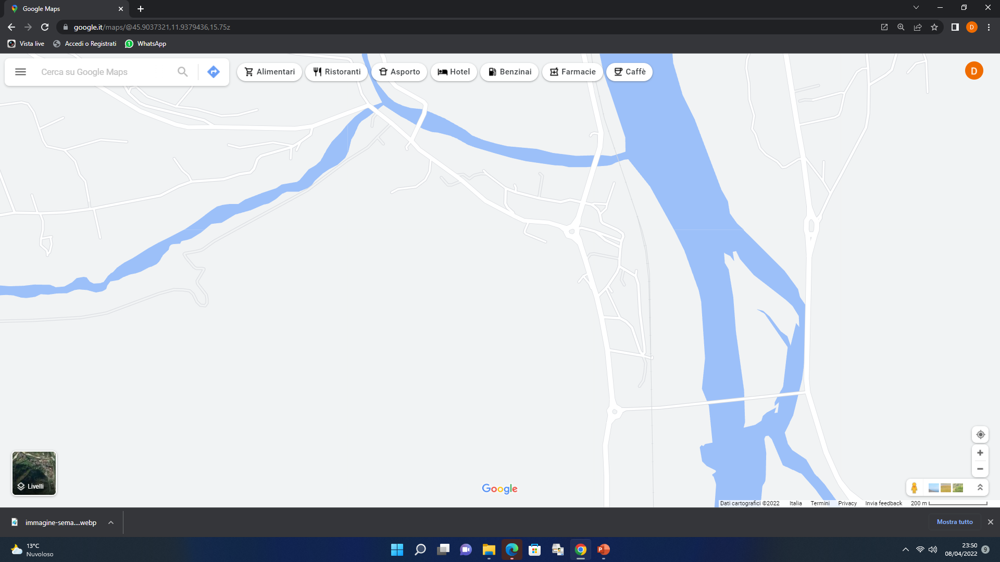 Google Maps
google.it/maps/@45.9037321,11.9379436,15.75z
D
Vista live
Accedi o Registrati
1
WhatsApp
Cerca su Google Maps
Alimentari
Ristoranti
Asporto
Hotel
Benzinai
Farmacie
Caffè
D
Livelli
Google
Dati cartografici ©2022
Italia
Termini
Privacy
Invia feedback
200 m
immagine-sema....webp
Mostra tutto
13°C
Nuvoloso
P
23:50
08/04/2022
9